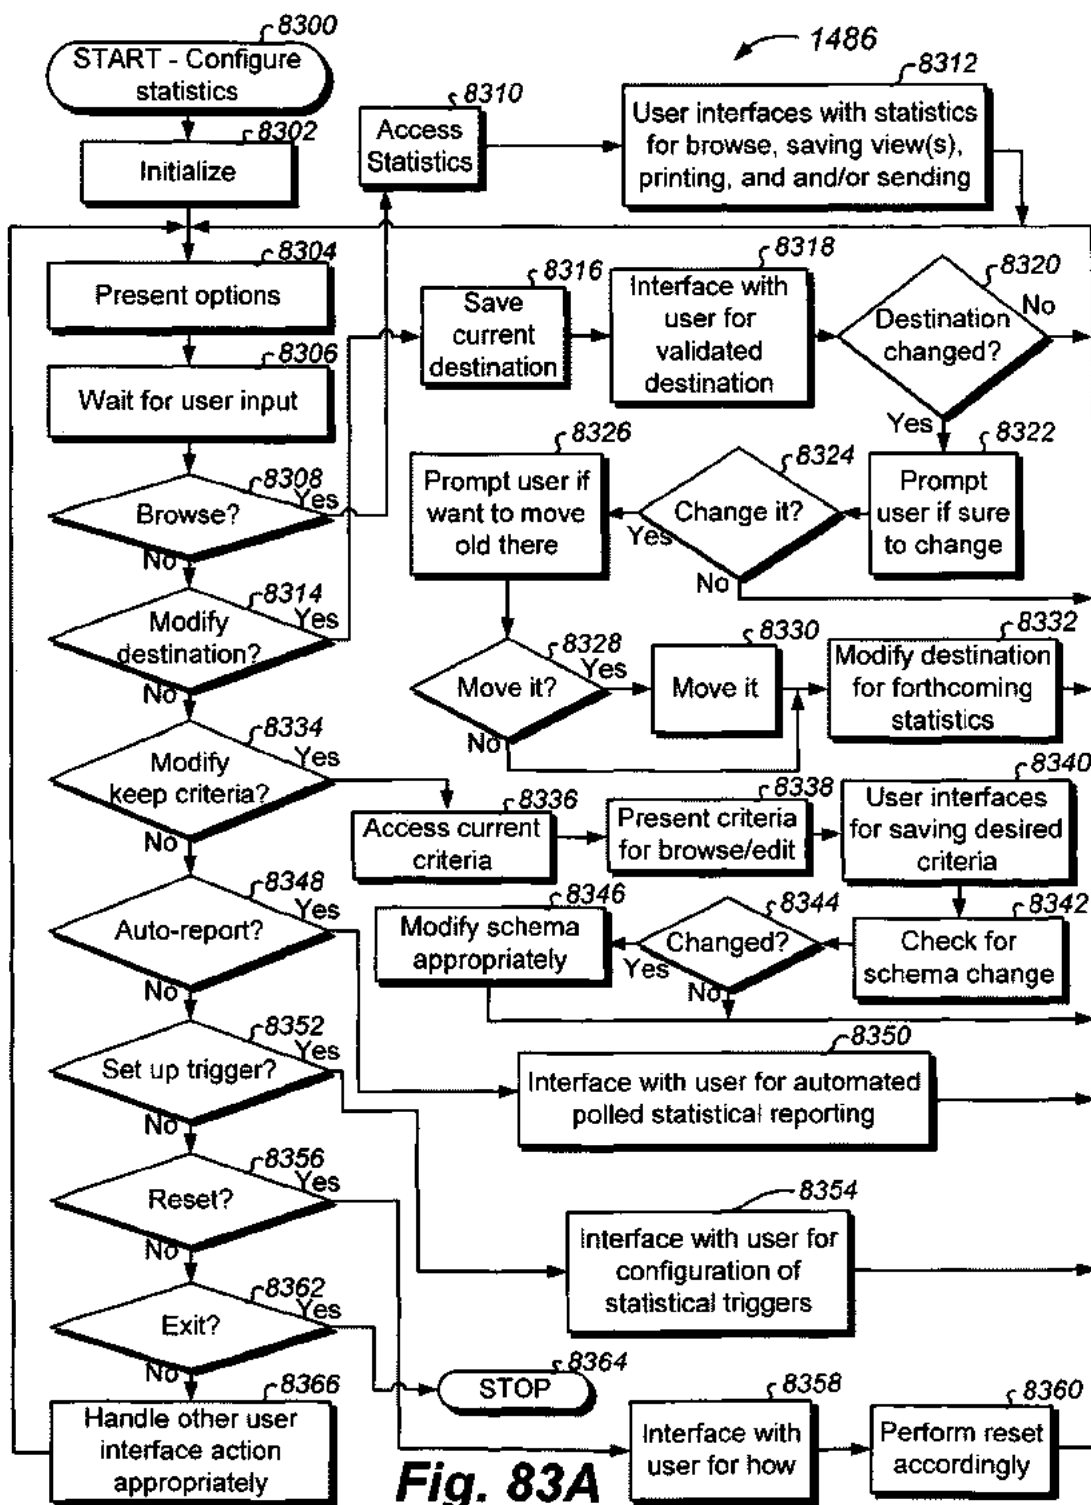 8300
START - Configure
statistics
8302
Initialize
8304
Present options
8306
Wait for user input
8308
Browse?
Yes
No
8310
Access
Statistics
1486
8312
User interfaces with statistics
for browse, saving view(s),
printing, and and/or sending
8314
Modify
destination?
Yes
No
8316
Save
current
destination
8318
Interface with
user for
validated
destination
8320
Destination
changed?
No
Yes
8322
Prompt
user if sure
to change
8324
Change it?
Yes
No
8326
Prompt user if
want to move
old there
8328
Move it?
Yes
No
8330
Move it
8332
Modify destination
for forthcoming
statistics
8334
Modify
keep criteria?
Yes
No
8336
Access current
criteria
8338
Present criteria
for browse/edit
8340
User interfaces
for saving desired
criteria
8342
Check for
schema change
8344
Changed?
Yes
No
8346
Modify schema
appropriately
8348
Auto-report?
Yes
No
8350
Interface with user for automated
polled statistical reporting
8352
Set up trigger?
Yes
No
8354
Interface with user for
configuration of
statistical triggers
8356
Reset?
Yes
No
8358
Interface with
user for how
8360
Perform reset
accordingly
8362
Exit?
Yes
No
8364
STOP
8366
Handle other user
interface action
appropriately
Fig. 83A